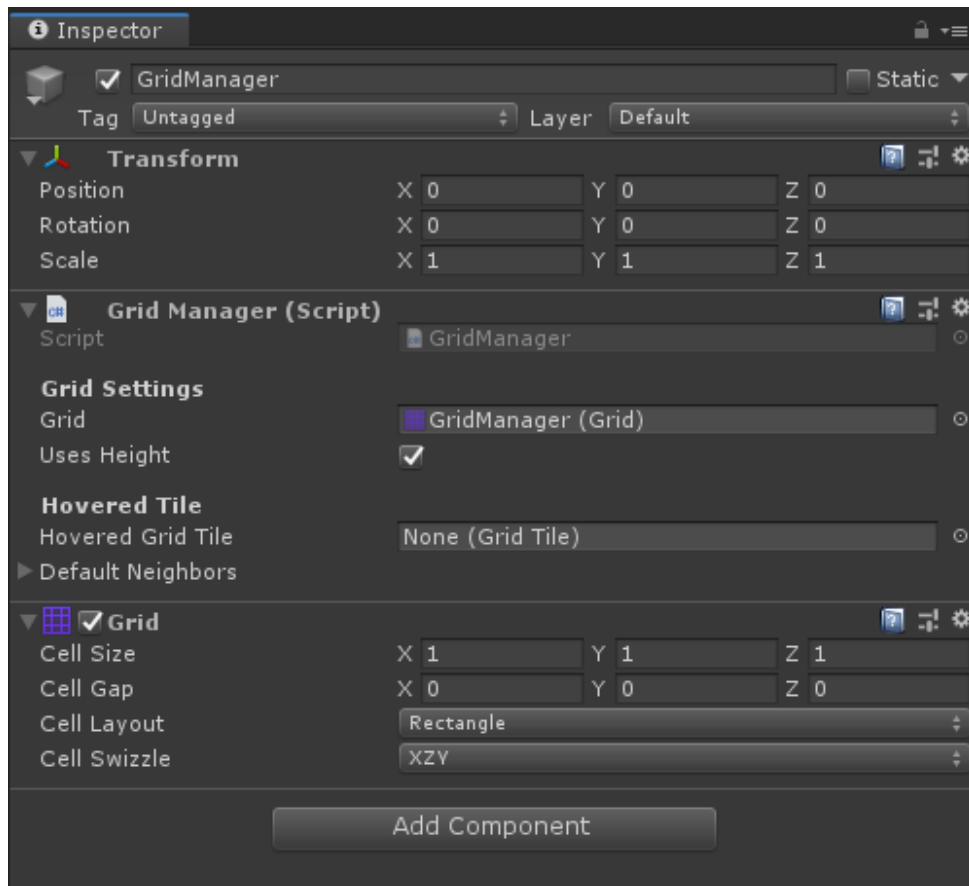 Inspector
GridManager Static
Tag Untagged Layer Default
Transform
Position X 0 Y 0 Z 0
Rotation X 0 Y 0 Z 0
Scale X 1 Y 1 Z 1
c# Grid Manager (Script)
Script GridManager
Grid Settings
Grid GridManager (Grid)
Uses Height
Hovered Tile
Hovered Grid Tile None (Grid Tile)
Default Neighbors
Grid
Cell Size X 1 Y 1 Z 1
Cell Gap X 0 Y 0 Z 0
Cell Layout Rectangle
Cell Swizzle XZY
Add Component